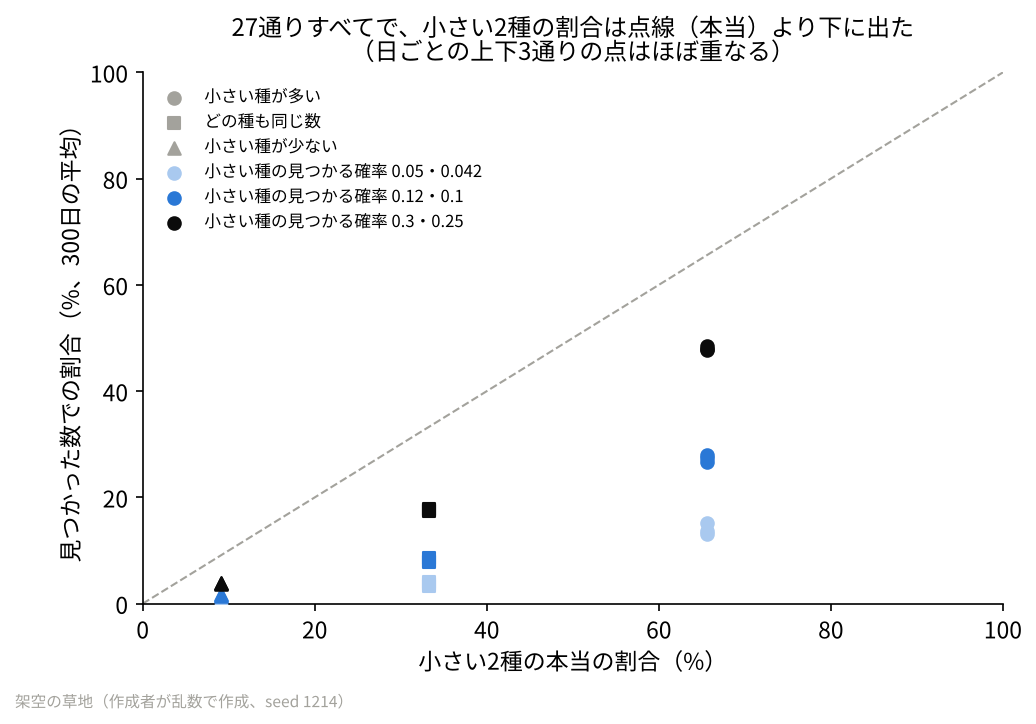 27通りすべてで、小さい2種の割合は点線（本当）より下に出た
（日ごとの上下3通りの点はほぼ重なる）
100
80
60
40
20
0
見つかった数での割合（%、300日の平均）
小さい種が多い
どの種も同じ数
小さい種が少ない
小さい種の見つかる確率 0.05・0.042
小さい種の見つかる確率 0.12・0.1
小さい種の見つかる確率 0.3・0.25
0 20 40 60 80 100
小さい2種の本当の割合（%）
架空の草地（作成者が乱数で作成、seed 1214）